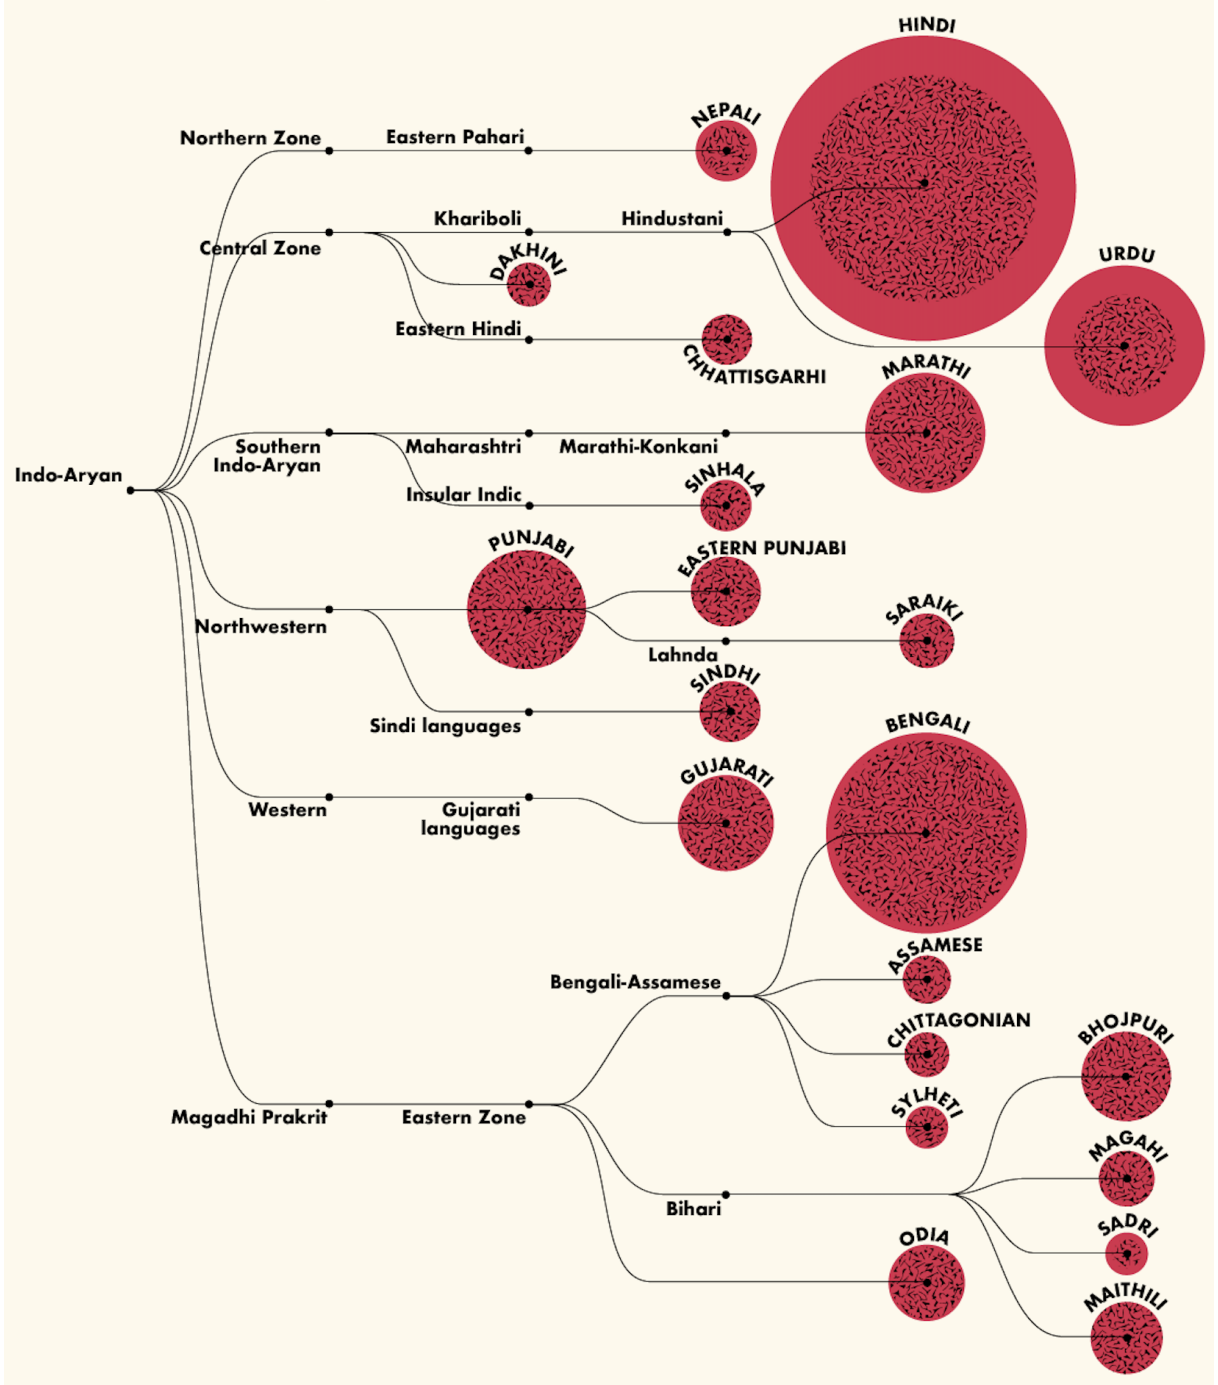 HINDI
NEPALI
Northern Zone
Eastern Pahari
Khariboli
Hindustani
Central Zone
DAKHINI
URDU
Eastern Hindi
CHHATTISGARHI
MARATHI
Southern
Indo-Aryan
Maharashtri
Marathi-Konkani
Indo-Aryan
SINHALA
Insular Indic
PUNJABI
EASTERN PUNJABI
SARAIKI
Northwestern
Lahnda
SINDHI
Sindi languages
BENGALI
GUJARATI
Western
Gujarati
languages
ASSAMESE
Bengali-Assamese
CHITTAGONIAN
BHOJPURI
SYLHETI
Magadhi Prakrit
Eastern Zone
MAGAHI
Bihari
SADRI
ODIA
MAITHILI